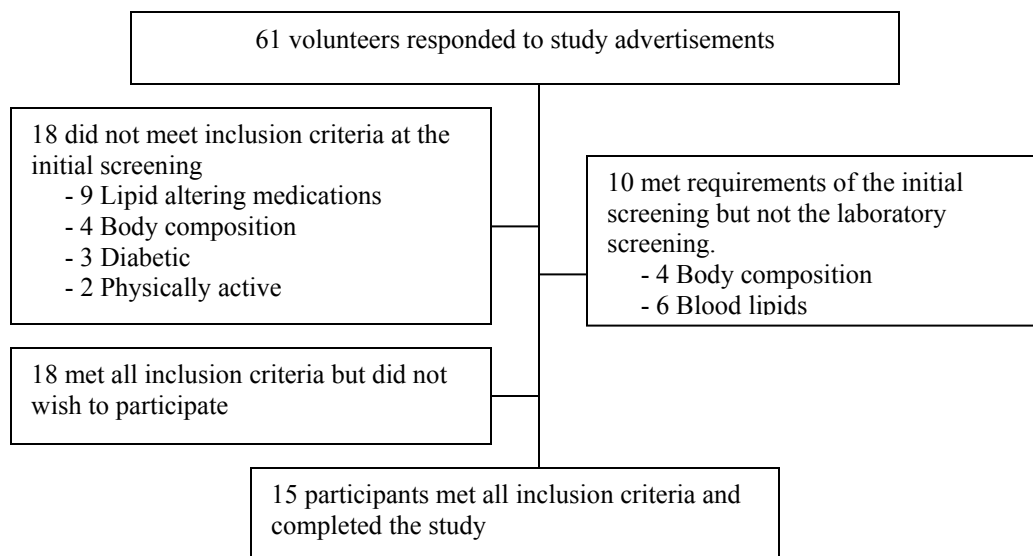 61 volunteers responded to study advertisements
18 did not meet inclusion criteria at the
initial screening
- 9 Lipid altering medications
- 4 Body composition
- 3 Diabetic
- 2 Physically active
10 met requirements of the initial
screening but not the laboratory
screening.
- 4 Body composition
- 6 Blood lipids
18 met all inclusion criteria but did not
wish to participate
15 participants met all inclusion criteria and
completed the study